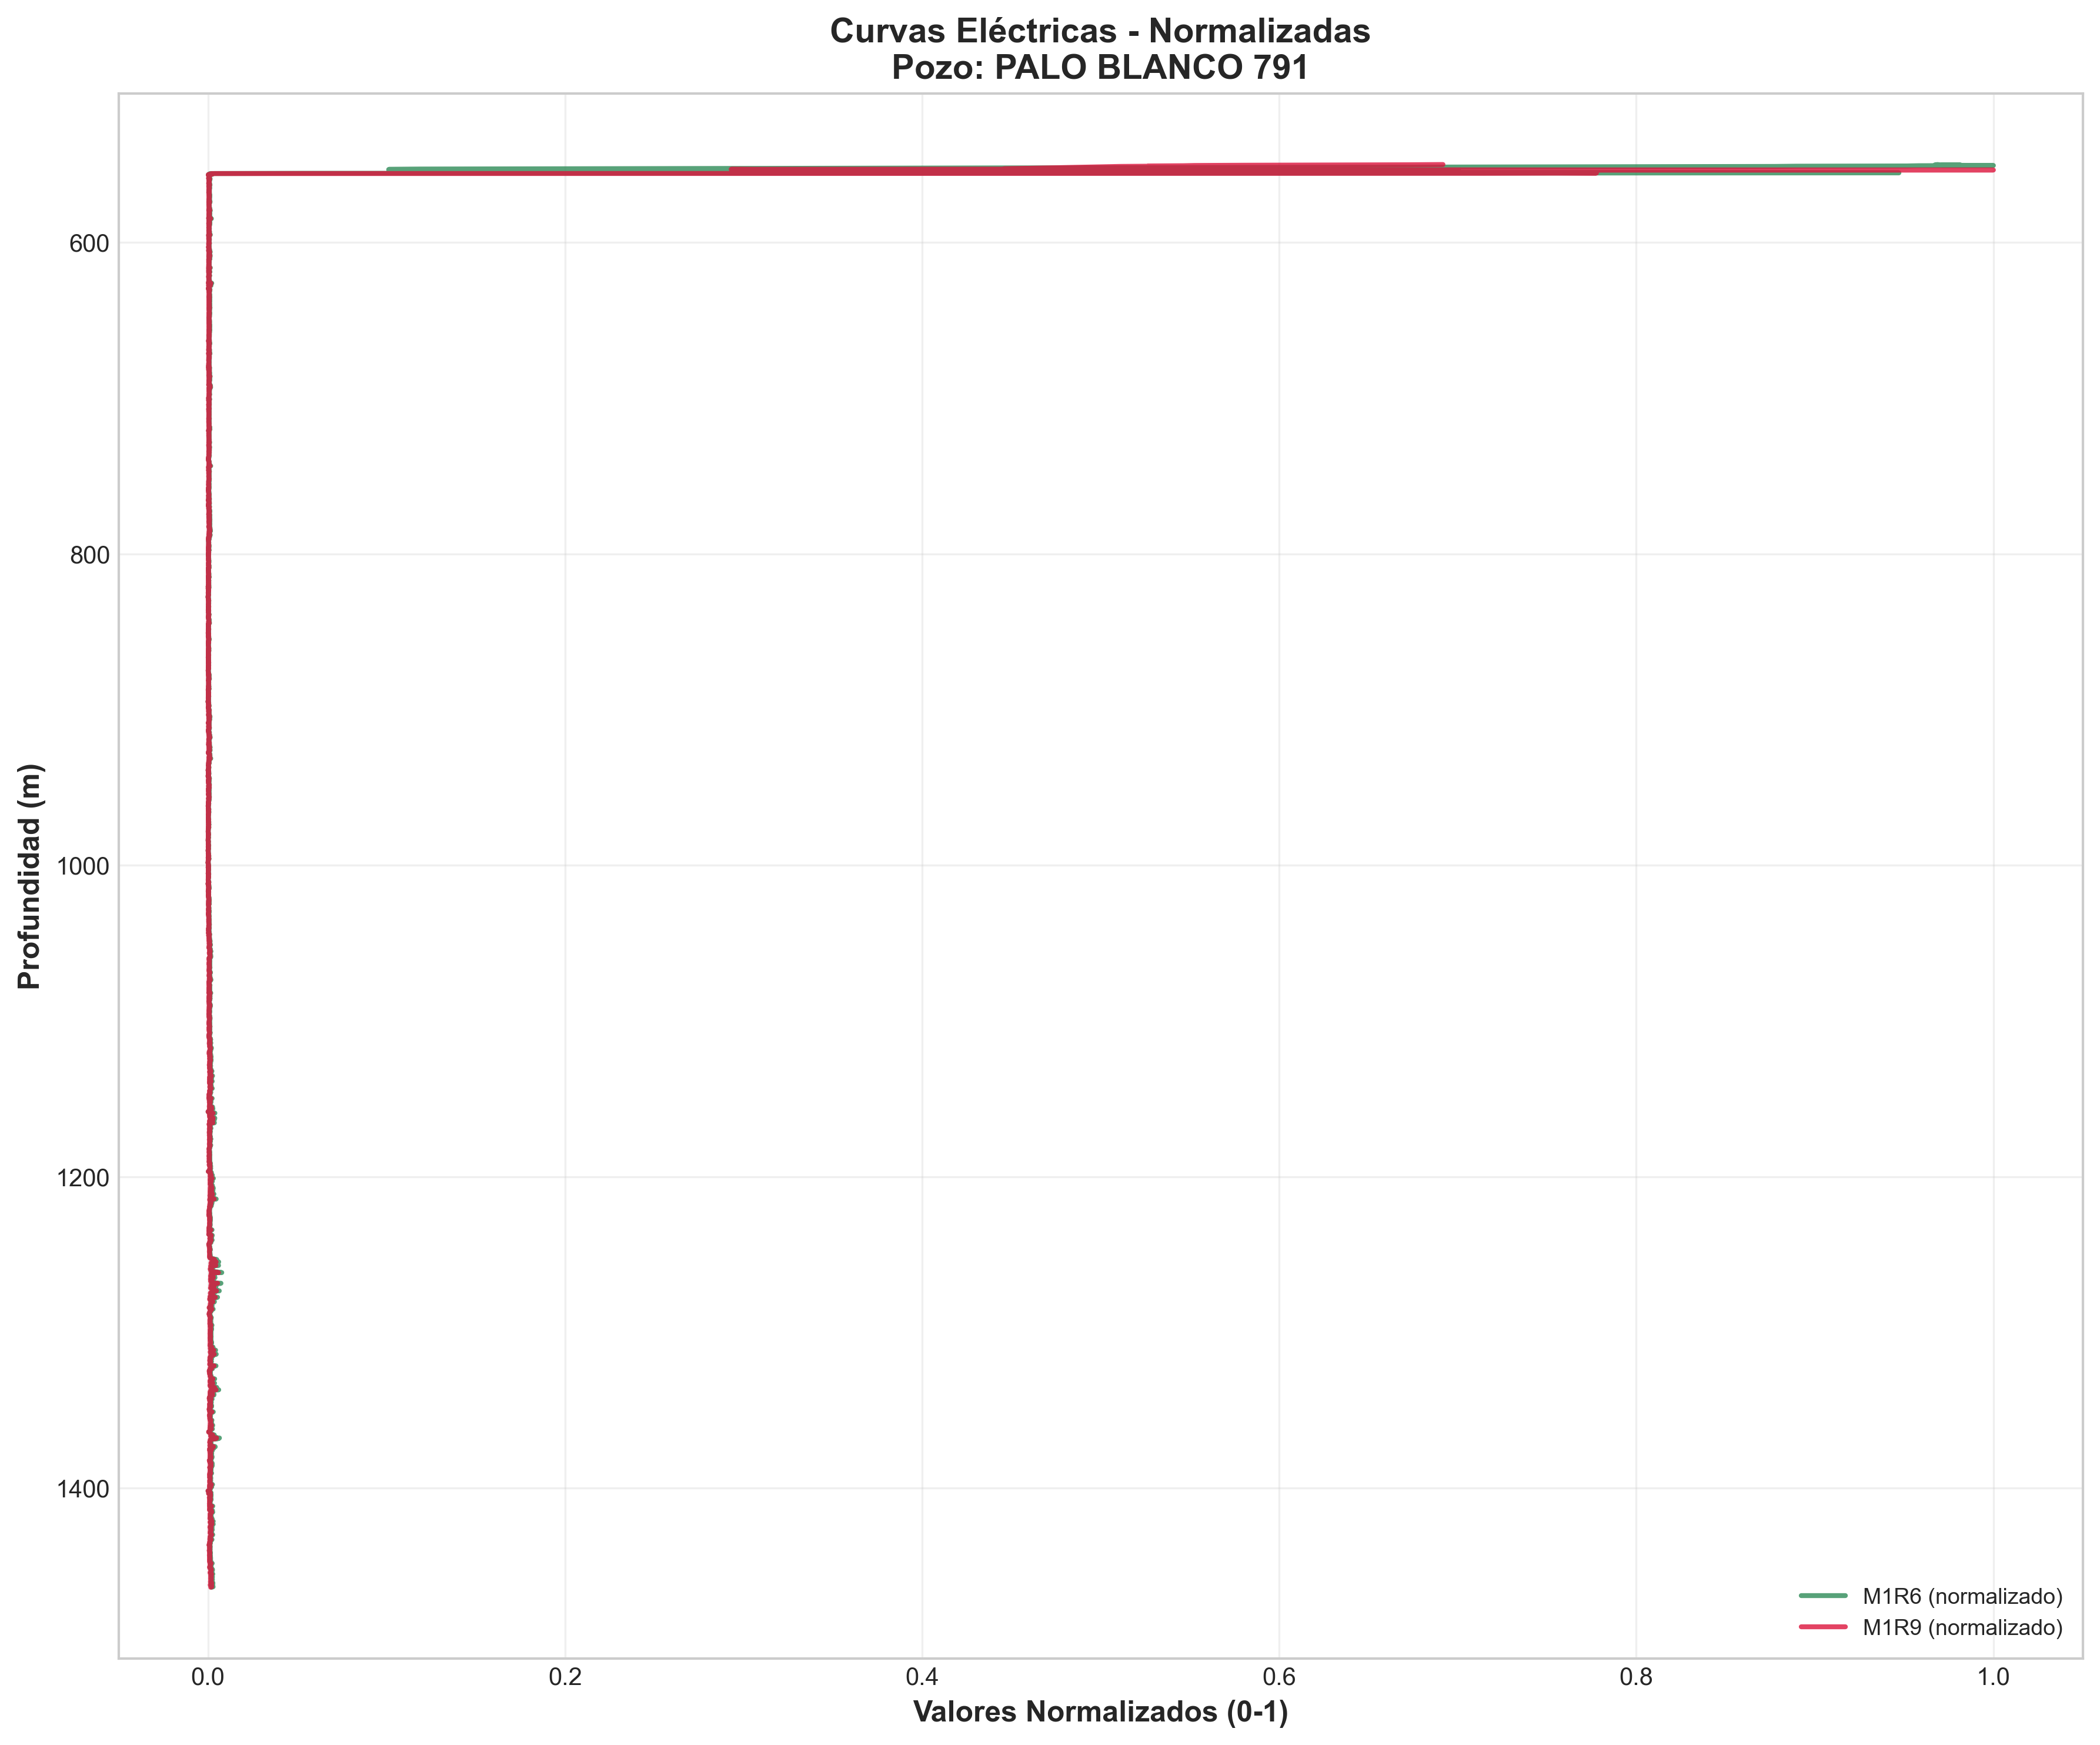 Curvas Eléctricas - Normalizadas
Pozo: PALO BLANCO 791
Profundidad (m)
600
800
1000
1200
1400
M1R6 (normalizado)
M1R9 (normalizado)
0.0 0.2 0.4 0.6 0.8 1.0
Valores Normalizados (0-1)